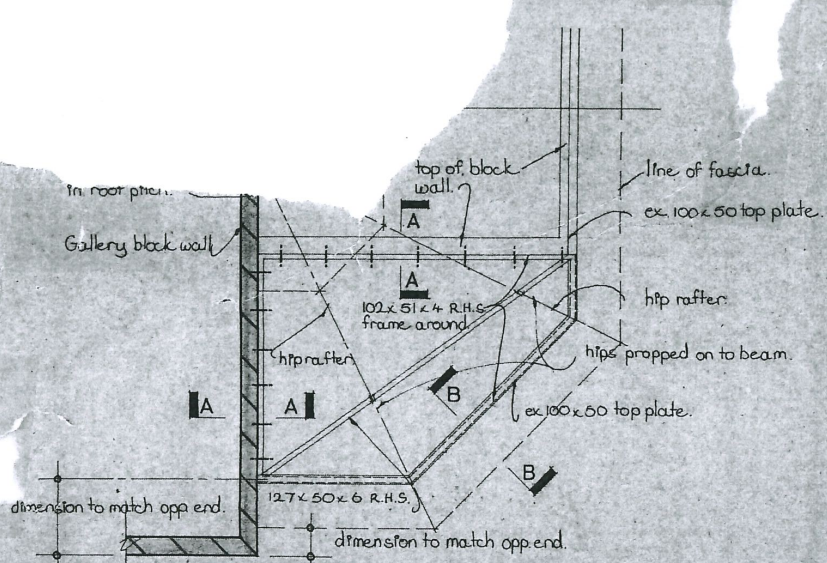 top of block
wall.
line of fascia.
in roof pitch.
ex. 100 x 50 top plate.
A
Gallery block wall
A
102 x 51 x 4 R.H.S.
frame around.
hip rafter
hip rafter
hips propped on to beam.
B
A
A
ex 100 x 50 top plate.
B
127 x 50 x 6 R.H.S.
dimension to match opp. end.
dimension to match opp. end.